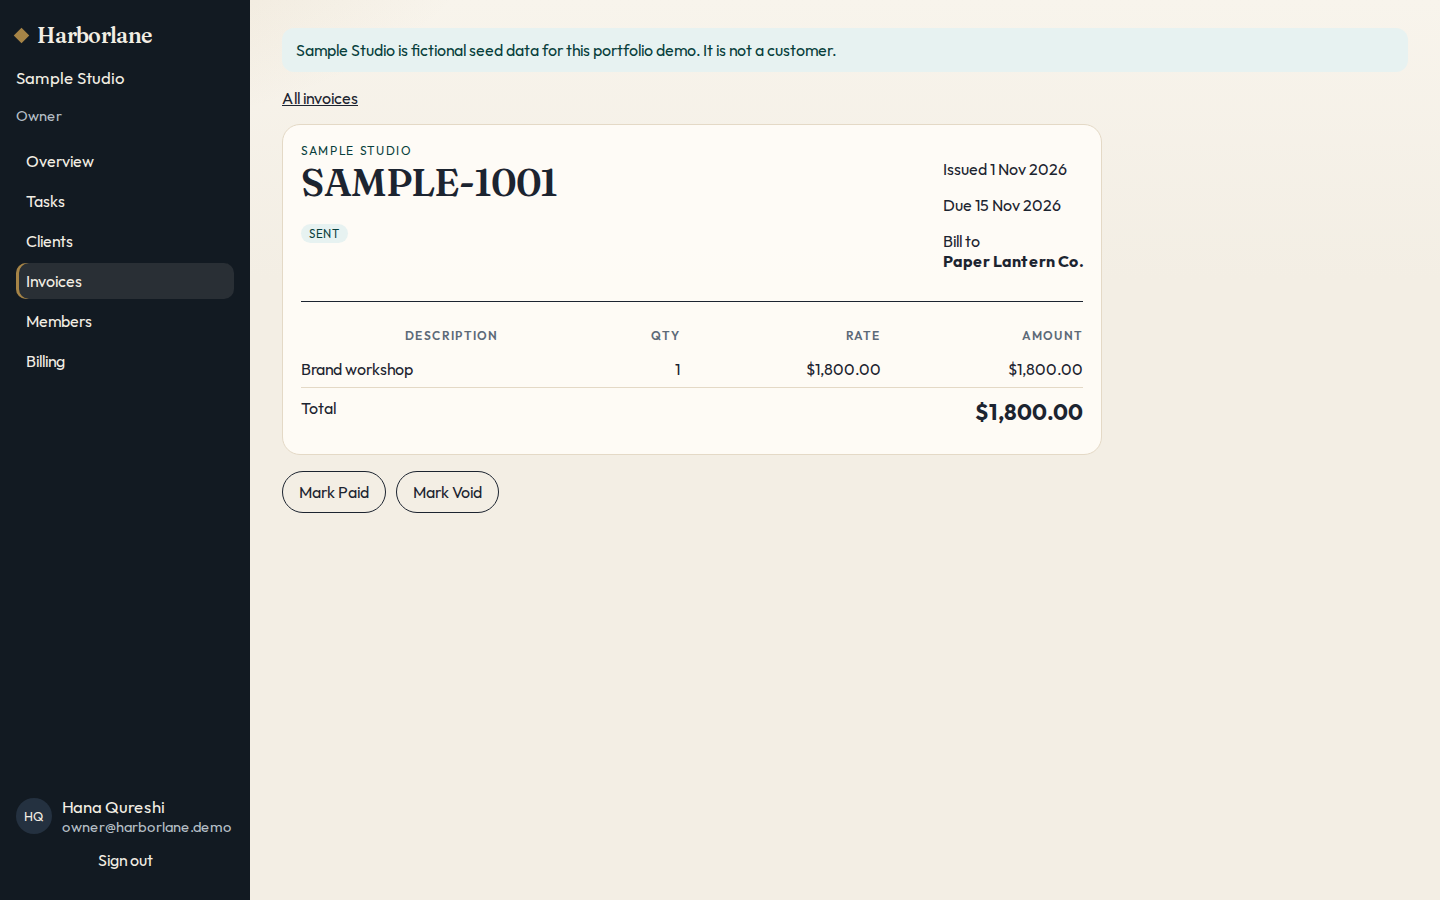 Harborlane
Sample Studio
Owner
Overview
Tasks
Clients
Invoices
Members
Billing
HQ
Hana Qureshi
owner@harborlane.demo
Sign out
Sample Studio is fictional seed data for this portfolio demo. It is not a customer.
All invoices
SAMPLE STUDIO
SAMPLE-1001
SENT
Issued 1 Nov 2026
Due 15 Nov 2026
Bill to
Paper Lantern Co.
DESCRIPTION QTY RATE AMOUNT
Brand workshop 1 $1,800.00 $1,800.00
Total $1,800.00
Mark Paid Mark Void